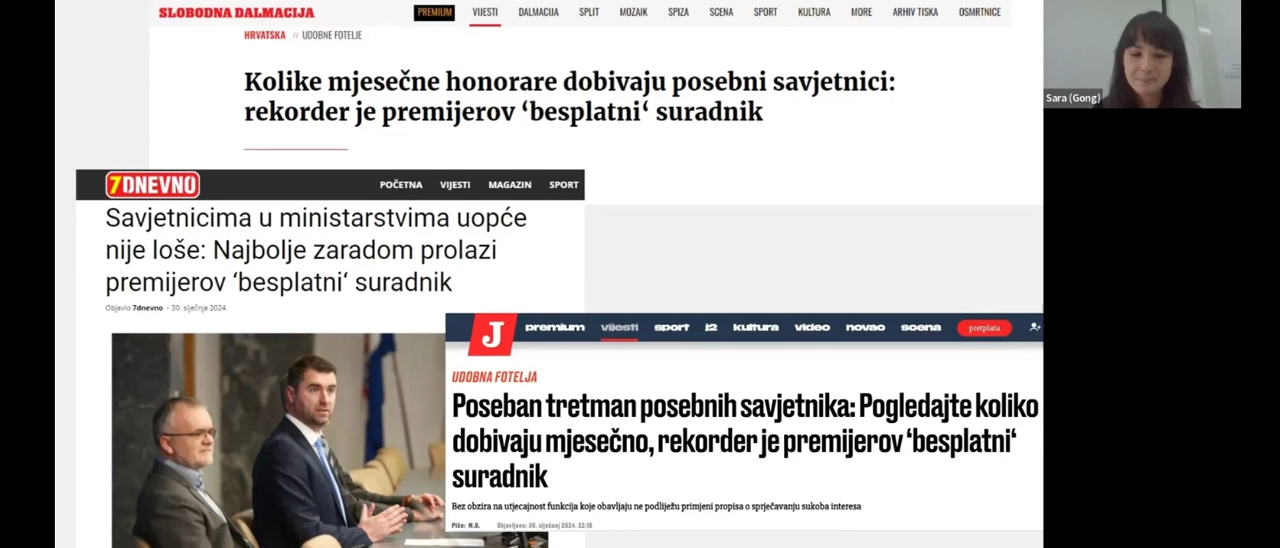 SLOBODNA DALMACIJA
PREMIUM VIJESTI DALMACIJA SPLIT MOZAIK SPIZA SCENA SPORT KULTURA MORE ARHIV TISKA OSMRTNICE
HRVATSKA // UDOBNE FOTELJE
Kolike mjesečne honorare dobivaju posebni savjetnici:
rekorder je premijerov ‘besplatni‘ suradnik
Sara (Gong)
7DNEVNO
POČETNA VIJESTI MAGAZIN SPORT
Savjetnicima u ministarstvima uopće
nije loše: Najbolje zaradom prolazi
premijerov ‘besplatni‘ suradnik
Objavio 7dnevno - 30. siječnja 2024.
J premium vijesti sport j2 kultura video novac scena pretplata
UDOBNA FOTELJA
Poseban tretman posebnih savjetnika: Pogledajte koliko
dobivaju mjesečno, rekorder je premijerov ‘besplatni‘
suradnik
Bez obzira na utjecajnost funkcija koje obavljaju ne podliježu primjeni propisa o sprječavanju sukoba interesa
Piše: M.D. Objavljeno: 30. siječanj 2024. 22:18